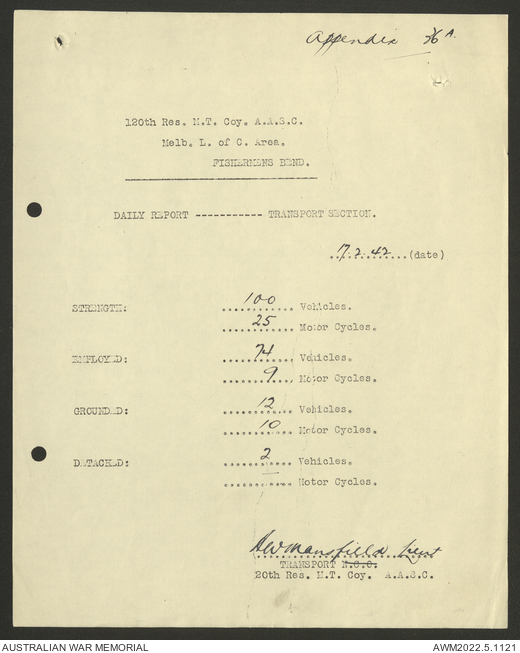 Appendix 26A.
120th Res. M.T. Coy. A.A.S.C.
Melb. L. of C. Area.
FISHERMENS BEND.
DAILY REPORT ----------- TRANSPORT SECTION.
17.2.42 (date)
STRENGTH: 100 Vehicles.
25 Motor Cycles.
EMPLOYED: 74 Vehicles.
9 Motor Cycles.
GROUNDED: 12 Vehicles.
10 Motor Cycles.
DETACHED: 2 Vehicles.
.......... Motor Cycles.
Mansfield Lieut
TRANSPORT N.C.O.
20th Res. M.T. Coy. A.A.S.C.
AUSTRALIAN WAR MEMORIAL
AWM2022.5.1121